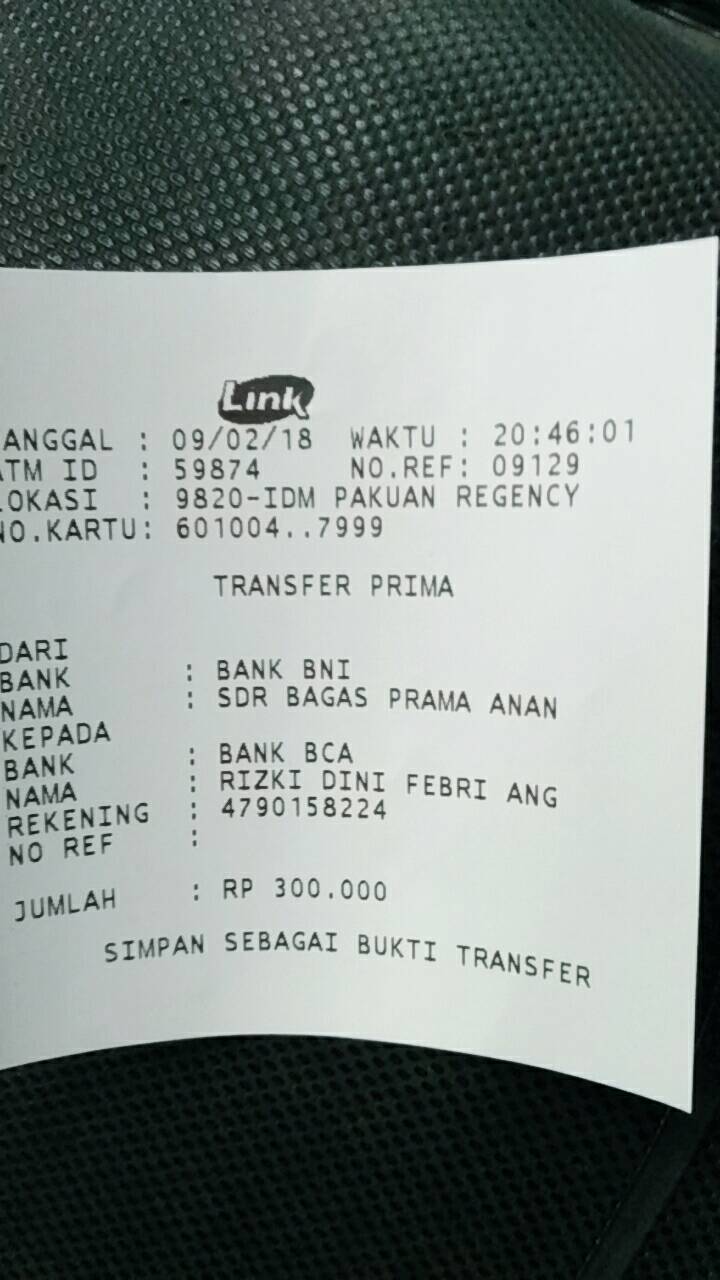 Link
ANGGAL : 09/02/18 WAKTU : 20:46:01
ATM ID : 59874 NO.REF: 09129
LOKASI : 9820-IDM PAKUAN REGENCY
NO.KARTU: 601004..7999
TRANSFER PRIMA
DARI
BANK : BANK BNI
NAMA : SDR BAGAS PRAMA ANAN
KEPADA
BANK : BANK BCA
NAMA : RIZKI DINI FEBRI ANG
REKENING : 4790158224
NO REF :
JUMLAH : RP 300.000
SIMPAN SEBAGAI BUKTI TRANSFER